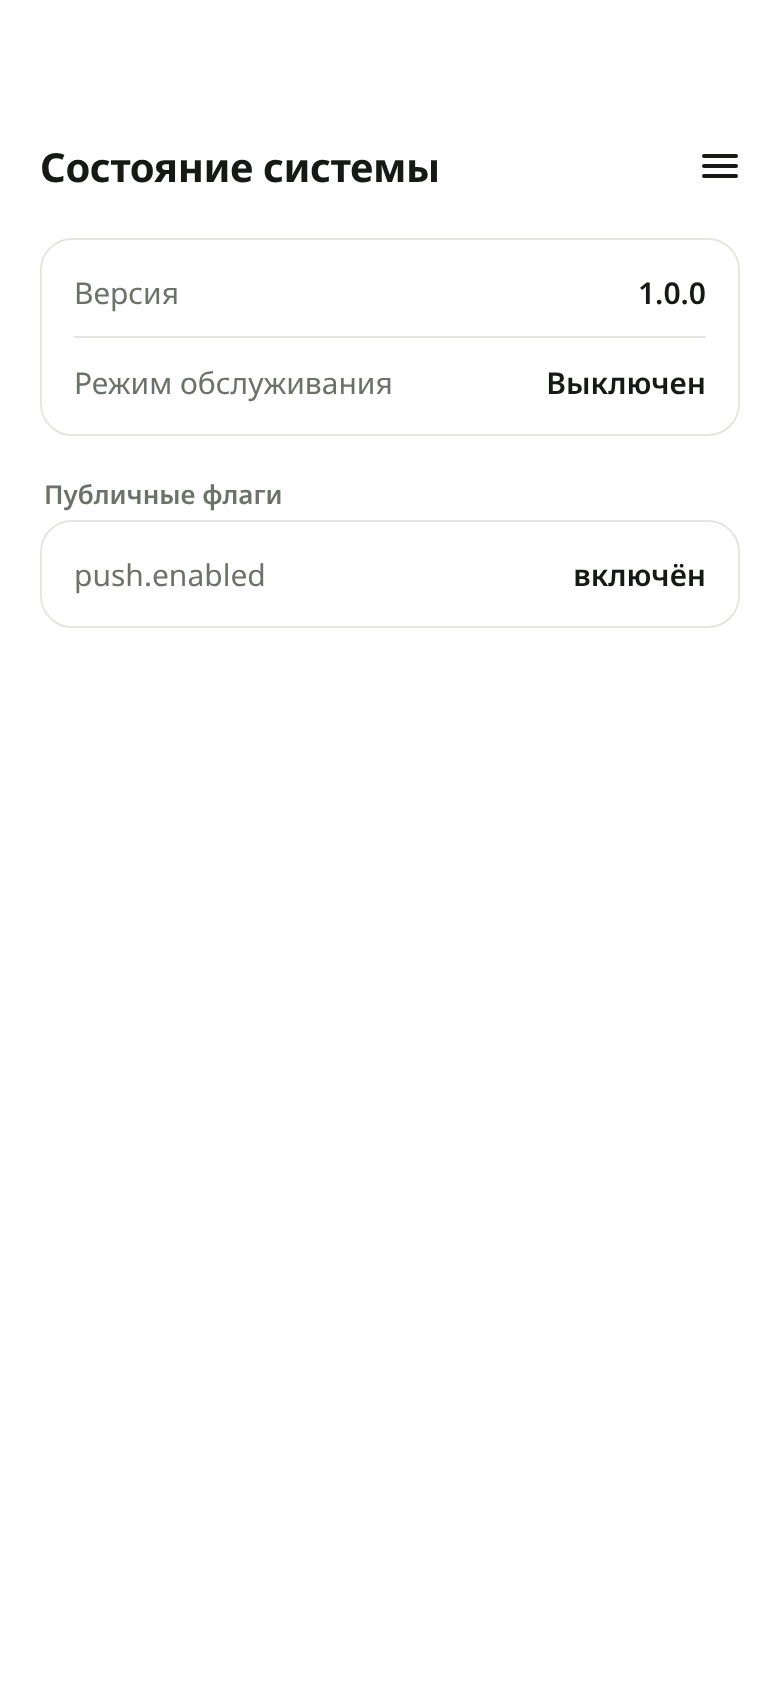 Состояние системы
Версия 1.0.0
Режим обслуживания Выключен
Публичные флаги
push.enabled включён